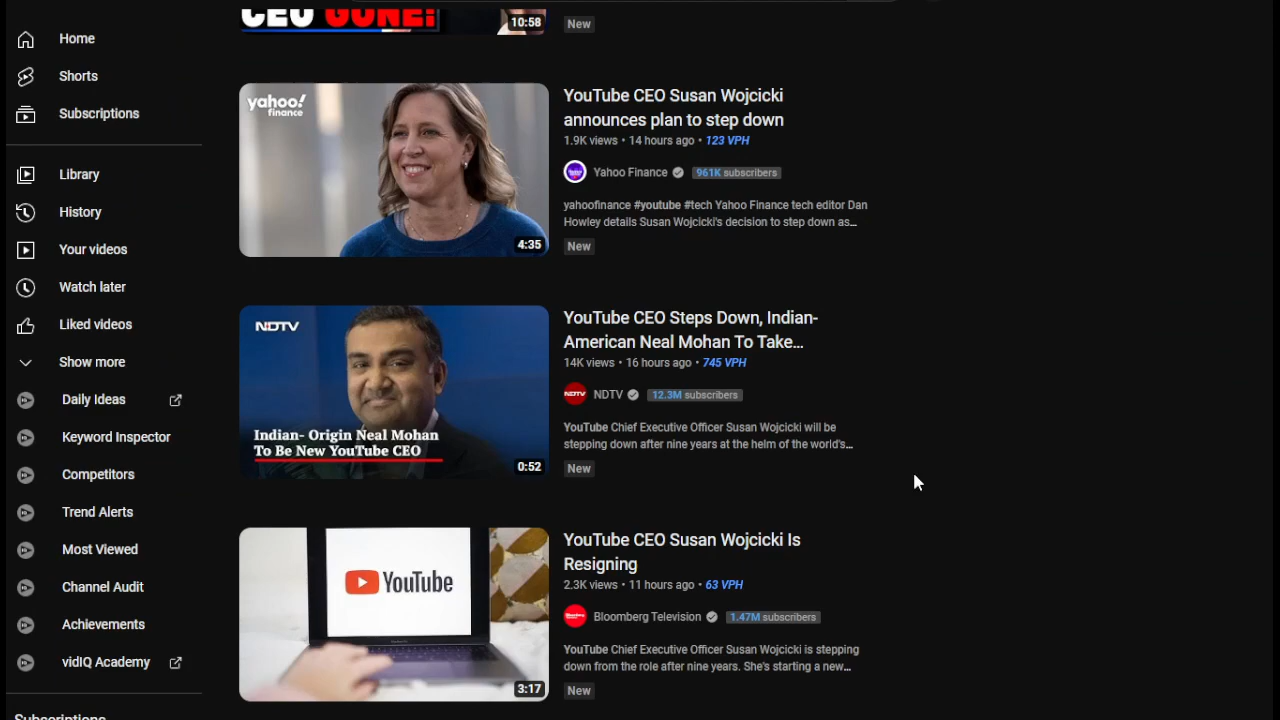 CEO GONE!
10:58
New
Home
Shorts
Subscriptions
Library
History
Your videos
Watch later
Liked videos
Show more
Daily Ideas
Keyword Inspector
Competitors
Trend Alerts
Most Viewed
Channel Audit
Achievements
vidIQ Academy
Subscriptions
yahoo!
finance
4:35
YouTube CEO Susan Wojcicki
announces plan to step down
1.9K views • 14 hours ago • 123 VPH
Yahoo Finance 961K subscribers
yahoofinance #youtube #tech Yahoo Finance tech editor Dan
Howley details Susan Wojcicki's decision to step down as...
New
NDTV
Indian- Origin Neal Mohan
To Be New YouTube CEO
0:52
YouTube CEO Steps Down, Indian-
American Neal Mohan To Take...
14K views • 16 hours ago • 745 VPH
NDTV 12.3M subscribers
YouTube Chief Executive Officer Susan Wojcicki will be
stepping down after nine years at the helm of the world's...
New
YouTube
3:17
YouTube CEO Susan Wojcicki Is
Resigning
2.3K views • 11 hours ago • 63 VPH
Bloomberg Television 1.47M subscribers
YouTube Chief Executive Officer Susan Wojcicki is stepping
down from the role after nine years. She's starting a new...
New